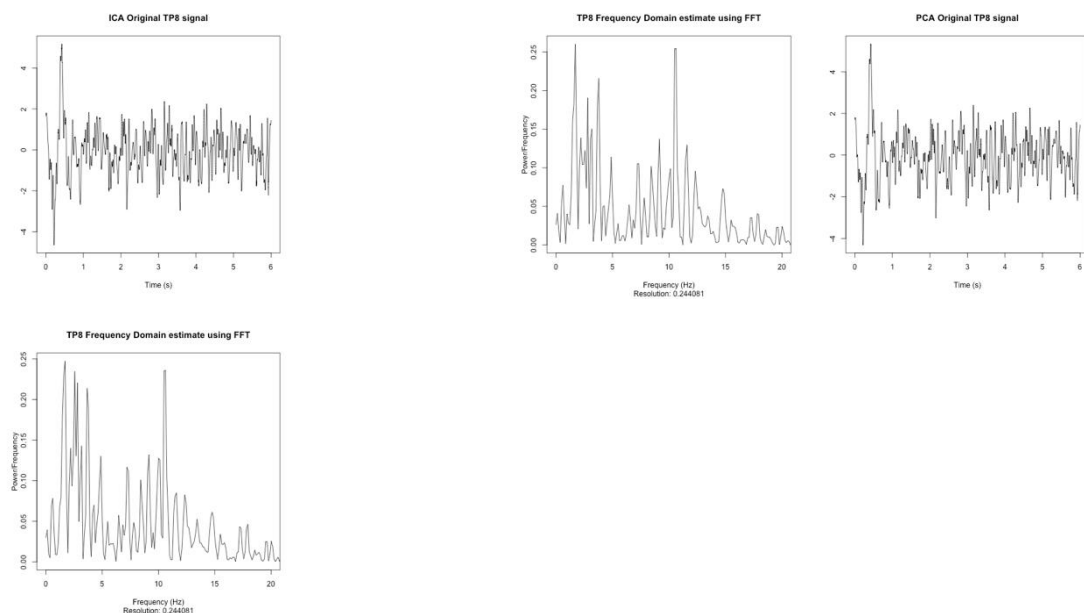 ICA Original TP8 signal
4
2
0
-2
-4
0 1 2 3 4 5 6
Time (s)
TP8 Frequency Domain estimate using FFT
Power/Frequency
0.25
0.20
0.15
0.10
0.05
0.00
0 5 10 15 20
Frequency (Hz)
Resolution: 0.244081
PCA Original TP8 signal
4
2
0
-2
-4
0 1 2 3 4 5 6
Time (s)
TP8 Frequency Domain estimate using FFT
Power/Frequency
0.25
0.20
0.15
0.10
0.05
0.00
0 5 10 15 20
Frequency (Hz)
Resolution: 0.244081